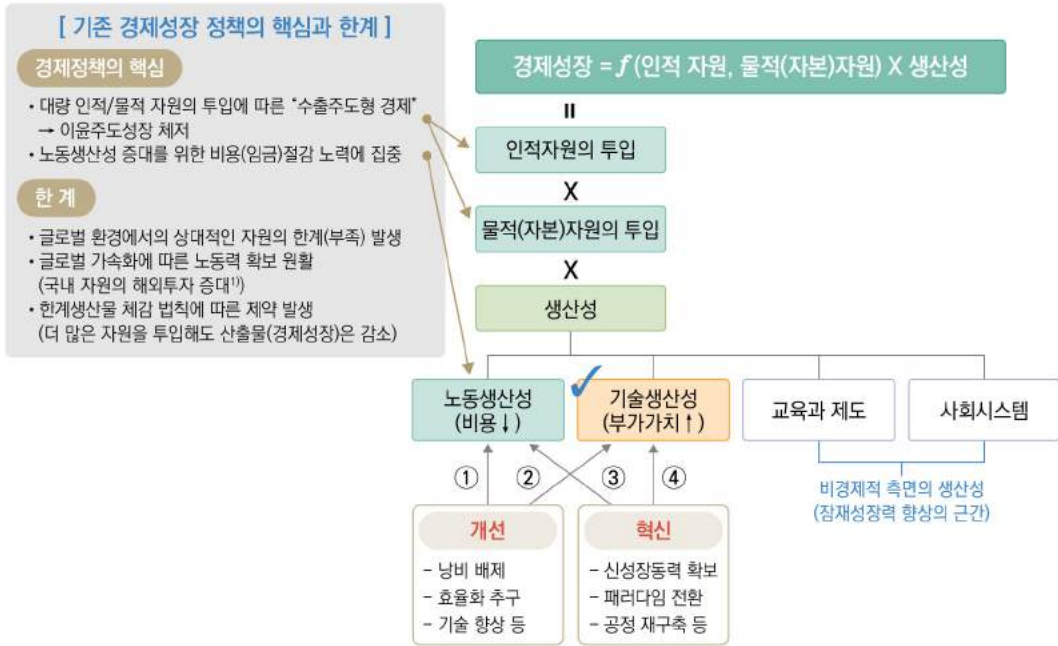 [ 기존 경제성장 정책의 핵심과 한계 ]
경제정책의 핵심
• 대량 인적/물적 자원의 투입에 따른 "수출주도형 경제"
→ 이윤주도성장 체저
• 노동생산성 증대를 위한 비용(임금)절감 노력에 집중
한 계
• 글로벌 환경에서의 상대적인 자원의 한계(부족) 발생
• 글로벌 가속화에 따른 노동력 확보 원활
(국내 자원의 해외투자 증대¹⁾)
• 한계생산물 체감 법칙에 따른 제약 발생
(더 많은 자원을 투입해도 산출물(경제성장)은 감소)
경제성장 = f (인적 자원, 물적(자본)자원) X 생산성
=
인적자원의 투입
X
물적(자본)자원의 투입
X
생산성
노동생산성
(비용↓)
기술생산성
(부가가치↑)
교육과 제도
사회시스템
① ② ③ ④
비경제적 측면의 생산성
(잠재성장력 향상의 근간)
개선
– 낭비 배제
– 효율화 추구
– 기술 향상 등
혁신
– 신성장동력 확보
– 패러다임 전환
– 공정 재구축 등